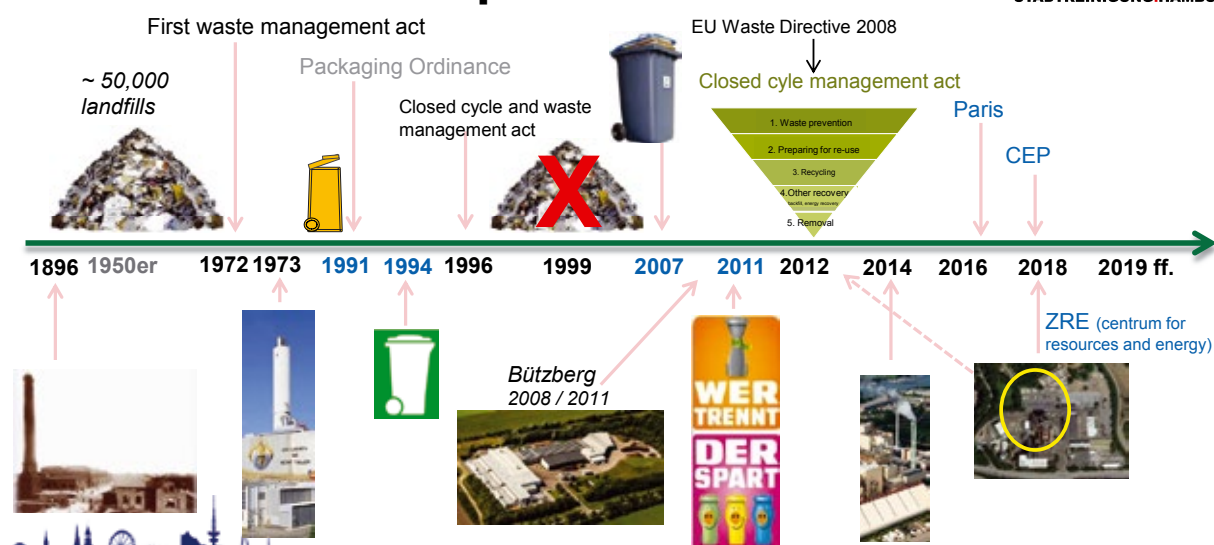 First waste management act
EU Waste Directive 2008
~ 50,000
landfills
Packaging Ordinance
Closed cyle management act
Closed cycle and waste
management act
1. Waste prevention
2. Preparing for re-use
3. Recycling
4.Other recovery
backfill, energy recovery
5. Removal
Paris
CEP
1896 1950er 1972 1973 1991 1994 1996 1999 2007 2011 2012 2014 2016 2018 2019 ff.
Bützberg
2008 / 2011
WER
TRENNT
DER
SPART
ZRE (centrum for
resources and energy)